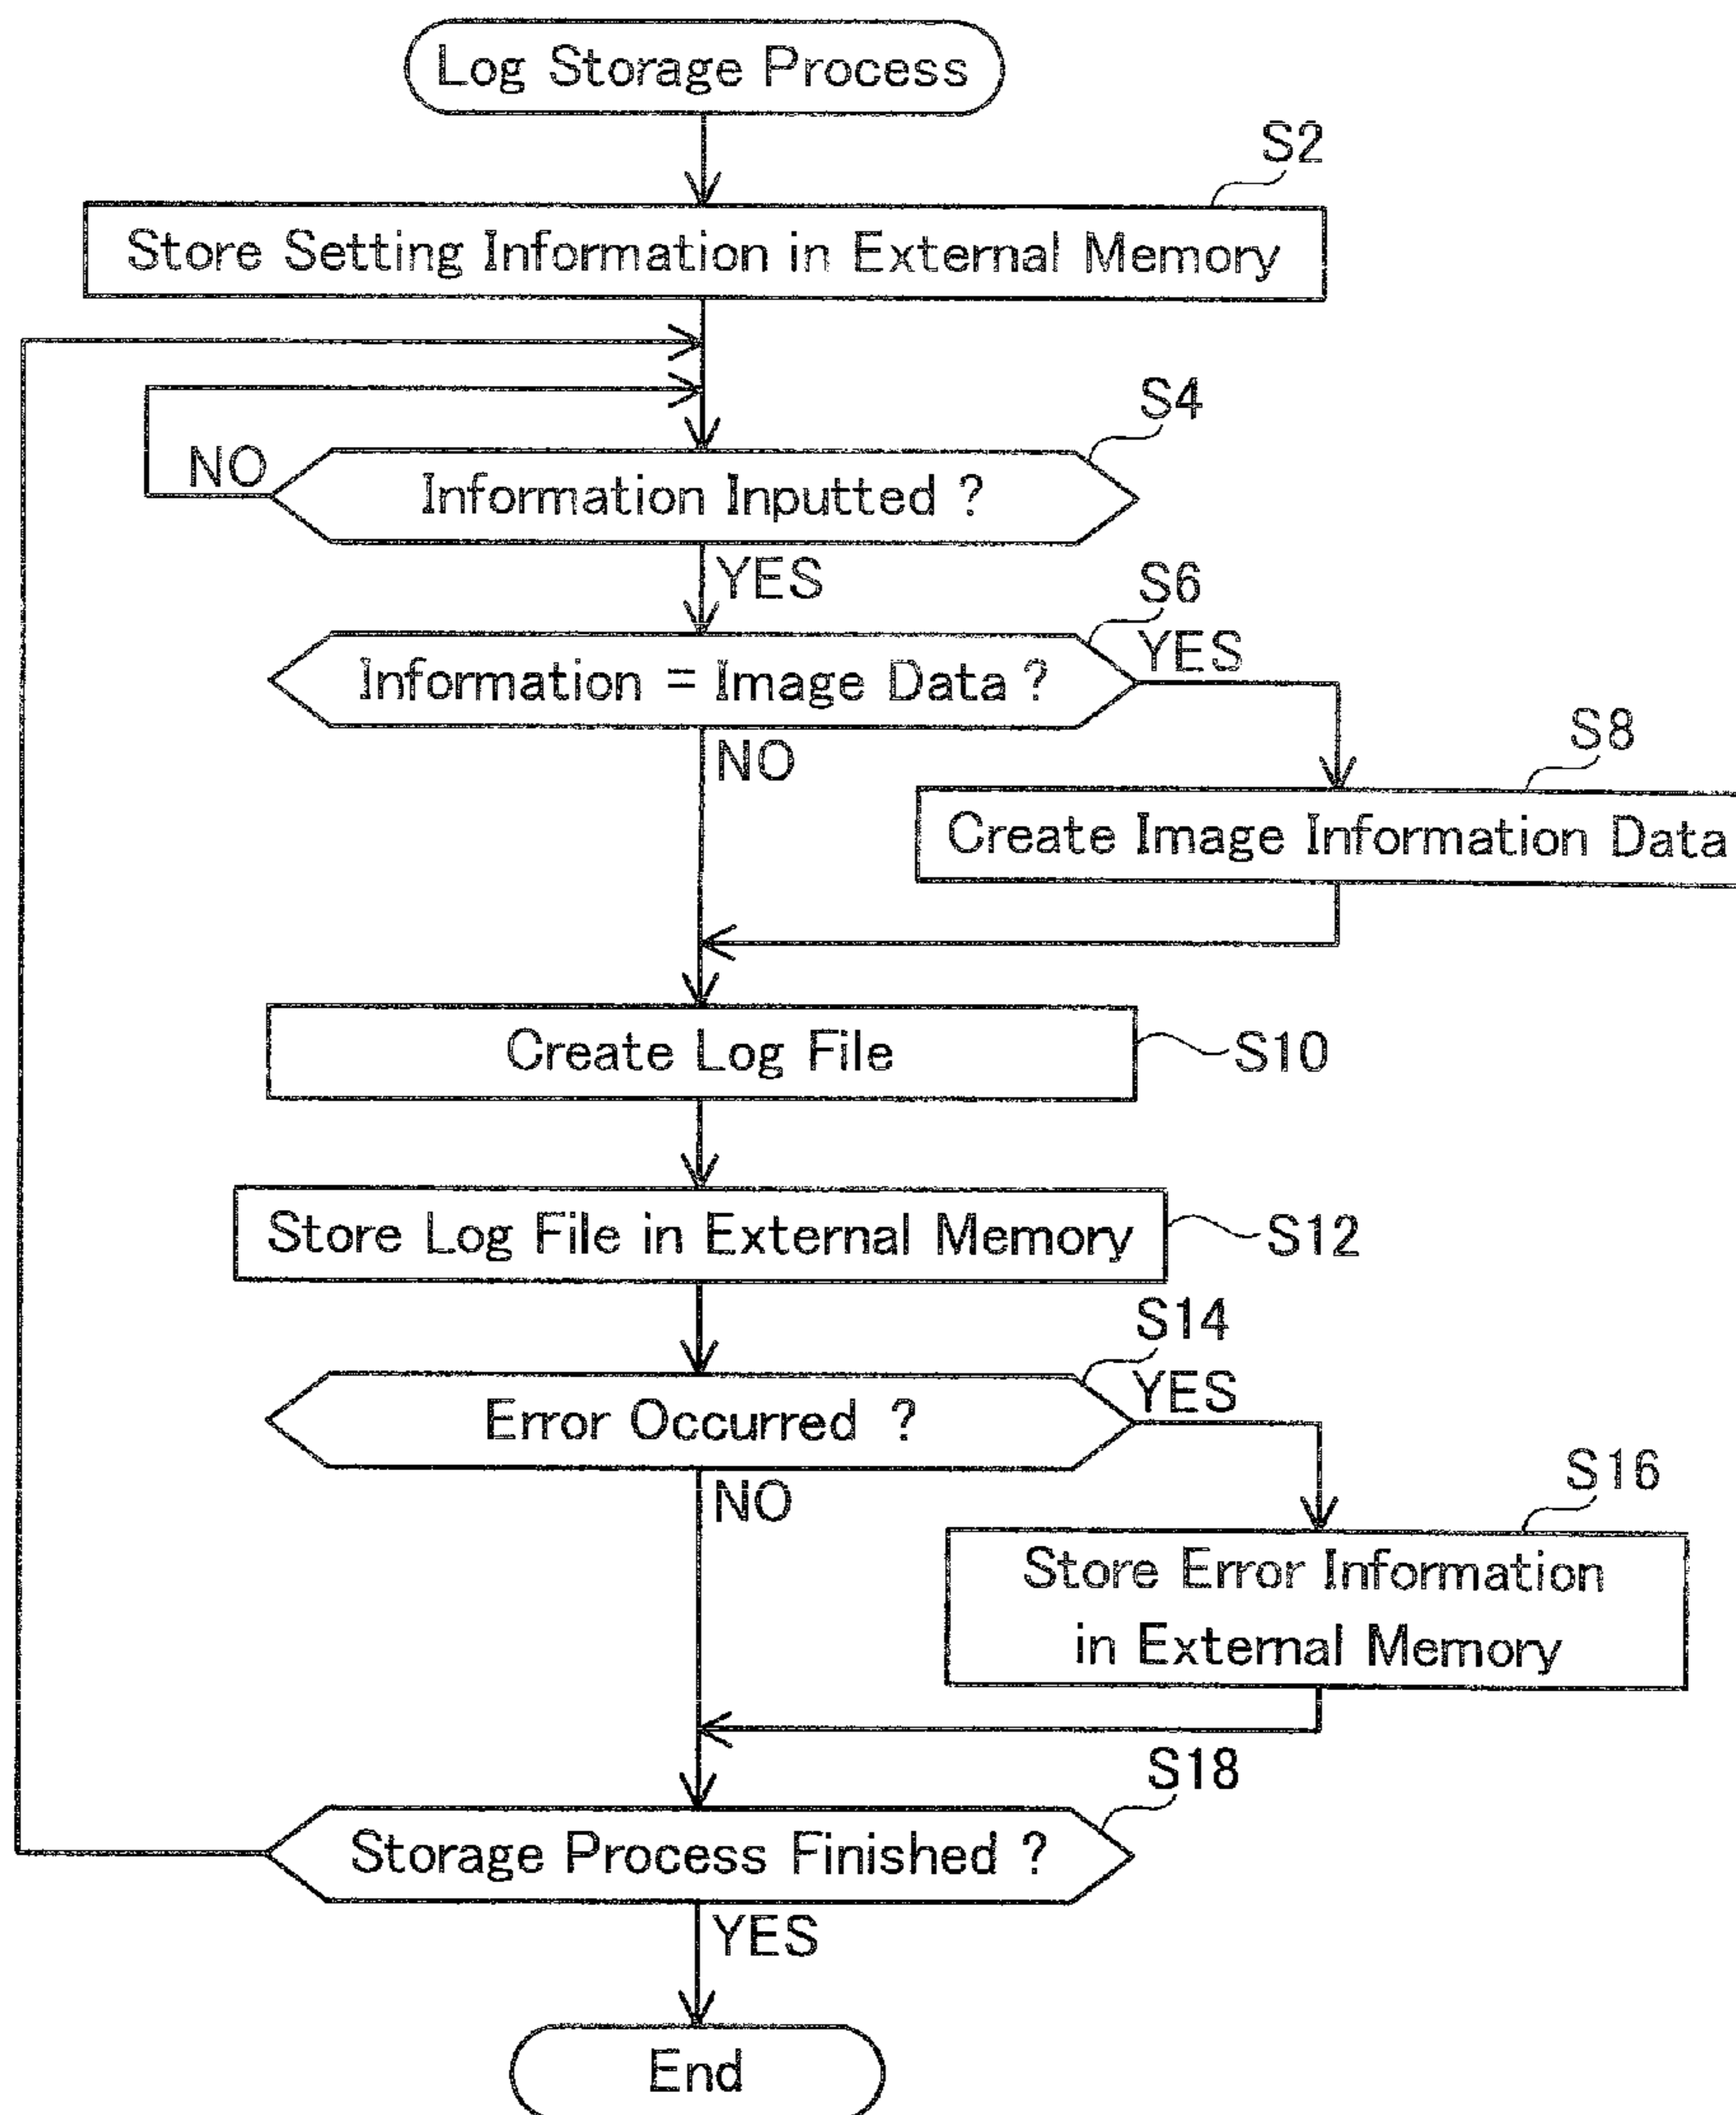 Log Storage Process
S2
Store Setting Information in External Memory
S4
NO
Information Inputted ?
YES
S6
Information = Image Data ?
YES
NO
S8
Create Image Information Data
Create Log File
S10
Store Log File in External Memory
S12
S14
Error Occurred ?
YES
NO
S16
Store Error Information
in External Memory
S18
Storage Process Finished ?
YES
End